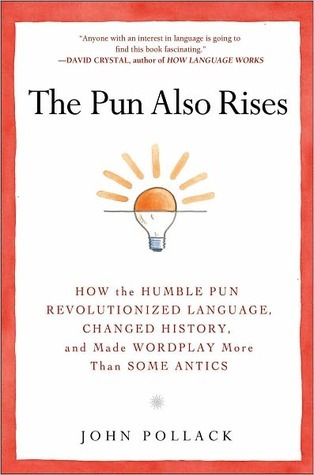 "Anyone with an interest in language is going to
find this book fascinating."
—DAVID CRYSTAL, author of HOW LANGUAGE WORKS
The Pun Also Rises
HOW the HUMBLE PUN
REVOLUTIONIZED LANGUAGE,
CHANGED HISTORY,
and Made WORDPLAY More
Than SOME ANTICS
JOHN POLLACK